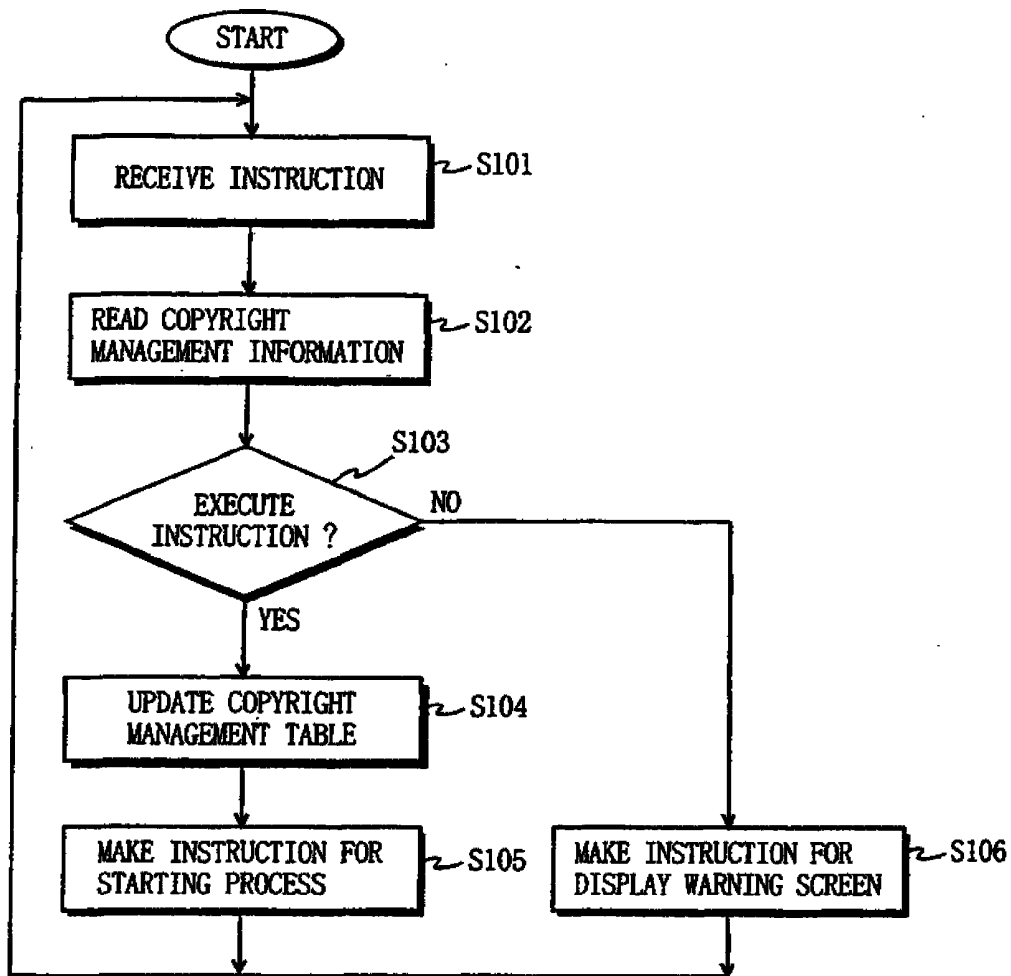 START
RECEIVE INSTRUCTION
S101
READ COPYRIGHT
MANAGEMENT INFORMATION
S102
S103
EXECUTE
INSTRUCTION ?
NO
YES
UPDATE COPYRIGHT
MANAGEMENT TABLE
S104
MAKE INSTRUCTION FOR
STARTING PROCESS
S105
MAKE INSTRUCTION FOR
DISPLAY WARNING SCREEN
S106